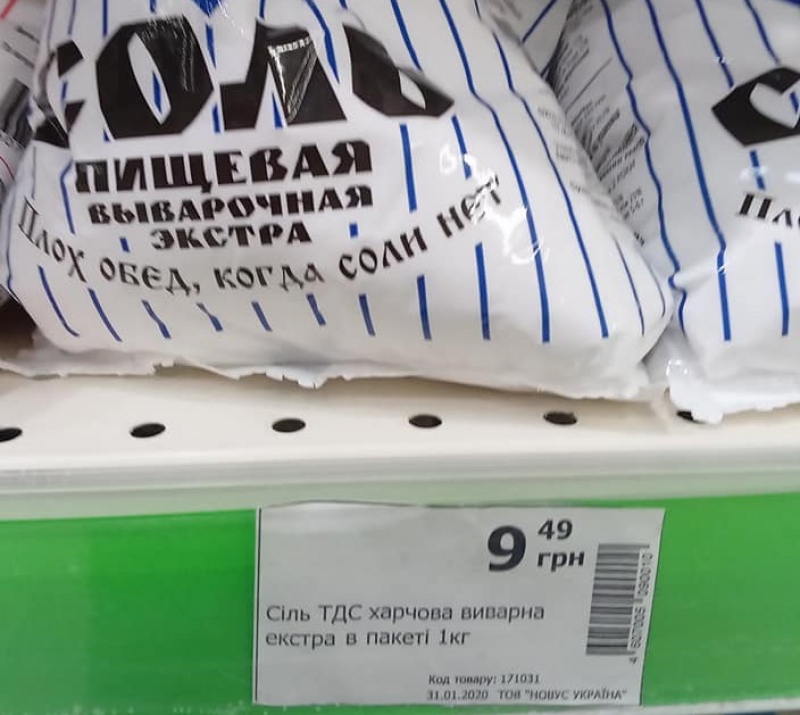 СОЛЬ
ПИЩЕВАЯ
ВЫВАРОЧНАЯ
ЭКСТРА
ПЛОХ ОБЕД, КОГДА СОЛИ НЕТ
9 49
грн
Сіль ТДС харчова виварна
екстра в пакеті 1кг
Код товару: 171031
31.01.2020 ТОВ "НОВУС УКРАЇНА"